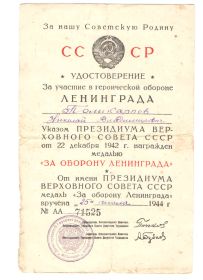 За нашу Советскую Родину
СССР
УДОСТОВЕРЕНИЕ
За участие в героической обороне
ЛЕНИНГРАДА
Николай
Указом ПРЕЗИДИУМА ВЕР-
ХОВНОГО СОВЕТА СССР
от 22 декабря 1942 г. награжден
медалью
«ЗА ОБОРОНУ ЛЕНИНГРАДА»
От имени ПРЕЗИДИУМА
ВЕРХОВНОГО СОВЕТА СССР
медаль «За оборону Ленинграда»
вручена 25 1944 г.
№ АА 71525